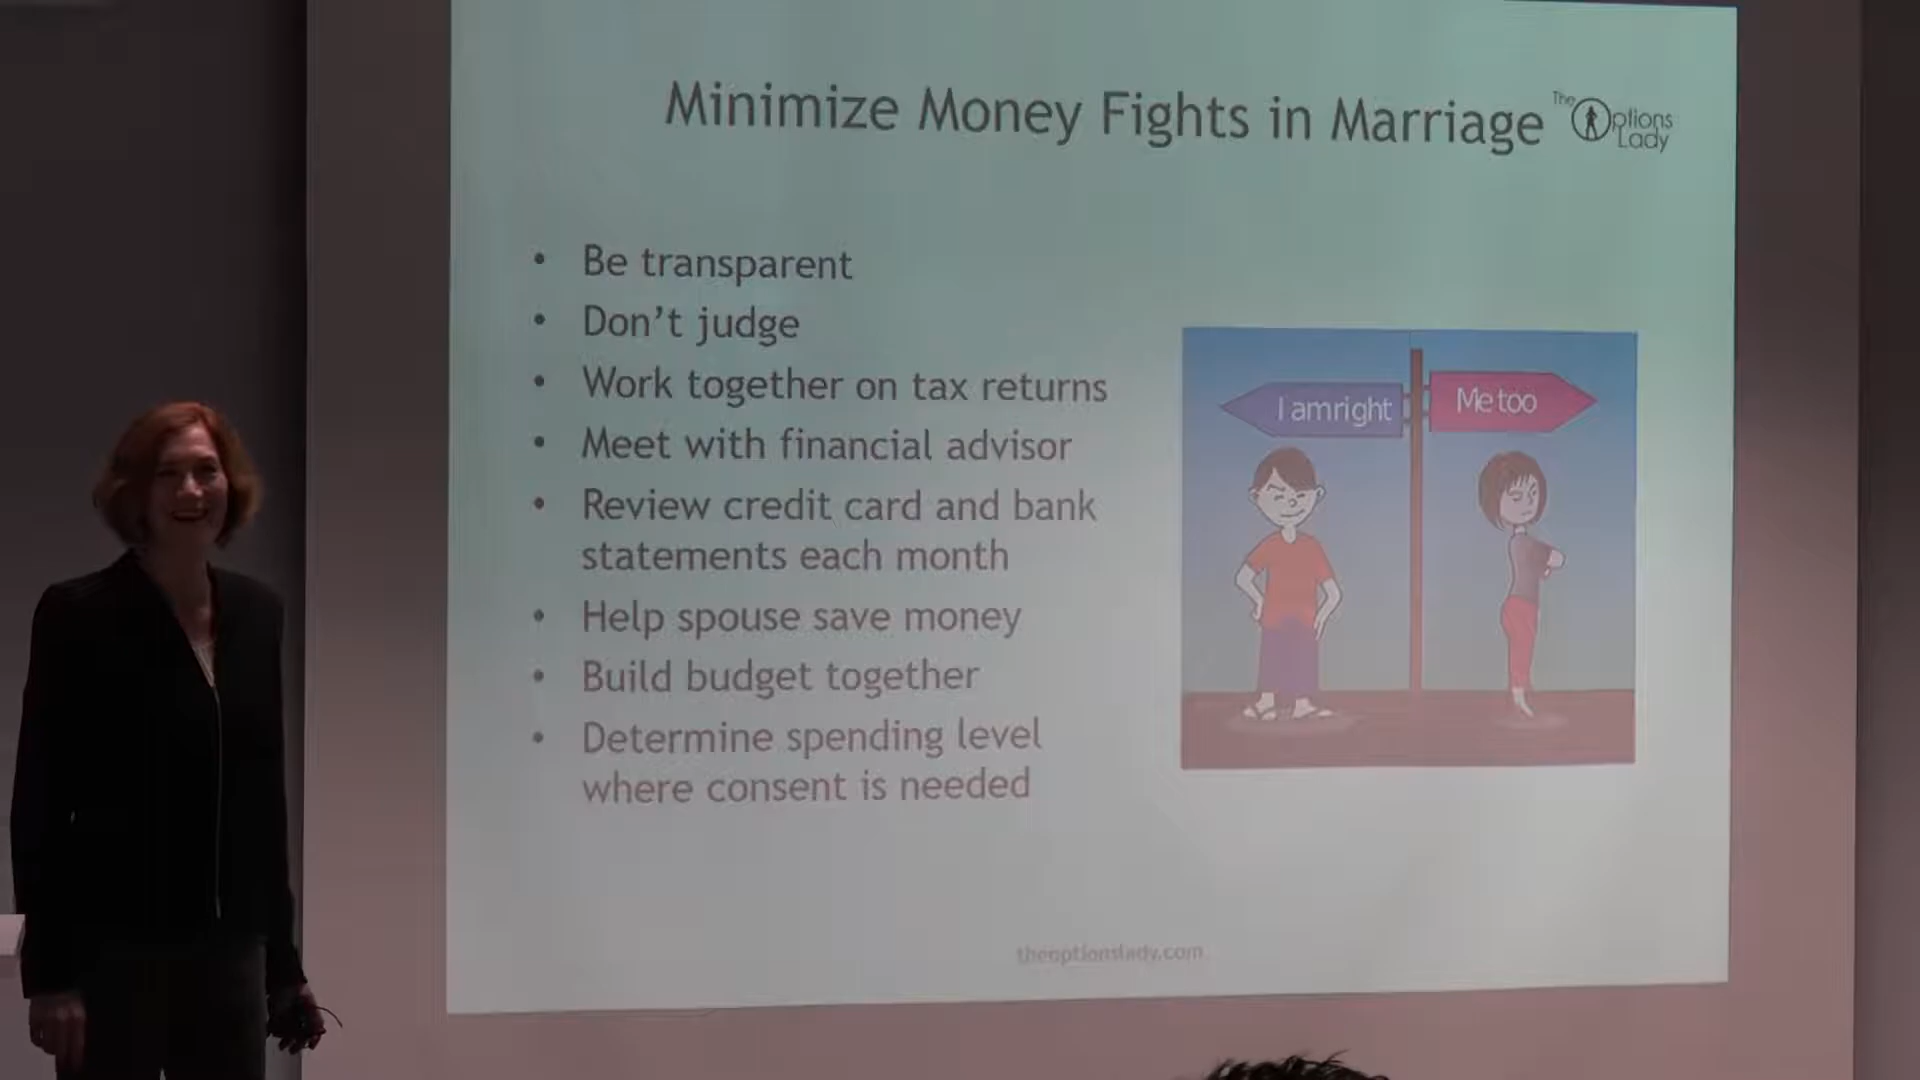 Minimize Money Fights in Marriage
The Options
Lady
• Be transparent
• Don't judge
• Work together on tax returns
• Meet with financial advisor
• Review credit card and bank
statements each month
• Help spouse save money
• Build budget together
• Determine spending level
where consent is needed
I am right
Me too
theoptionslady.com